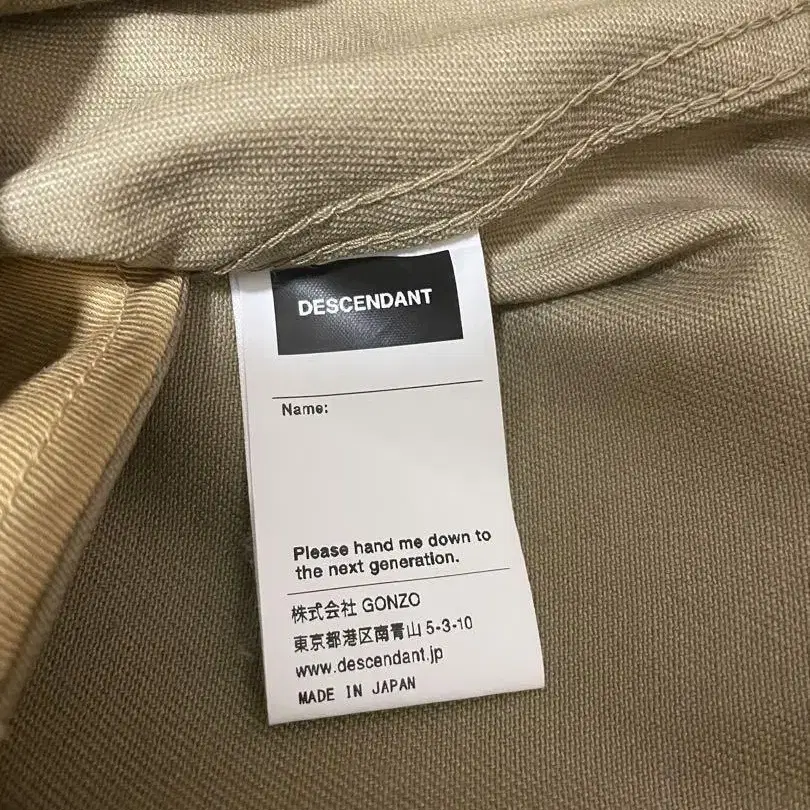 DESCENDANT
Name:
Please hand me down to
the next generation.
株式会社 GONZO
東京都港区南青山 5-3-10
www.descendant.jp
MADE IN JAPAN